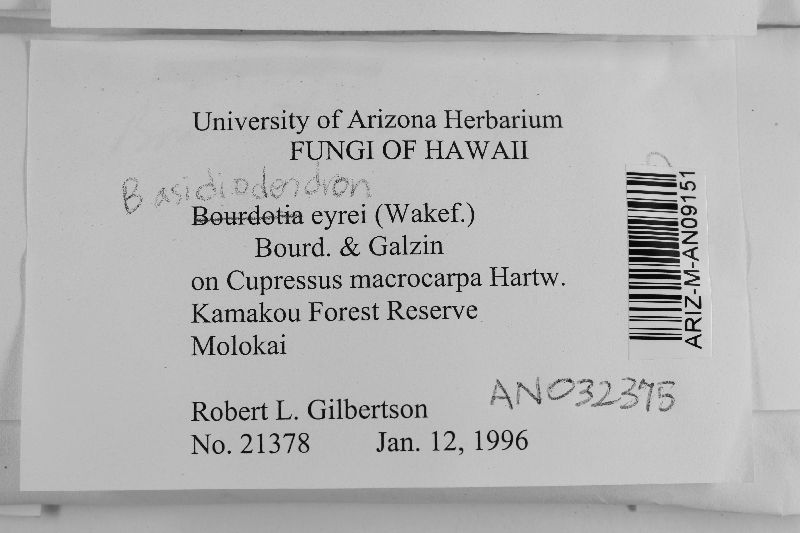 University of Arizona Herbarium
FUNGI OF HAWAII
Basidiodendron
Bourdotia eyrei (Wakef.)
Bourd. & Galzin
on Cupressus macrocarpa Hartw.
Kamakou Forest Reserve
Molokai
AN032375
Robert L. Gilbertson
No. 21378 Jan. 12, 1996
ARIZ-M-AN09151